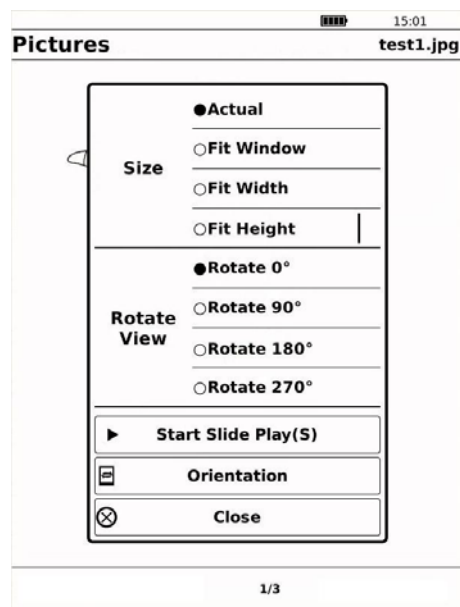 15:01
Pictures test1.jpg
Size
Actual
Fit Window
Fit Width
Fit Height
Rotate View
Rotate 0°
Rotate 90°
Rotate 180°
Rotate 270°
Start Slide Play(S)
Orientation
Close
1/3